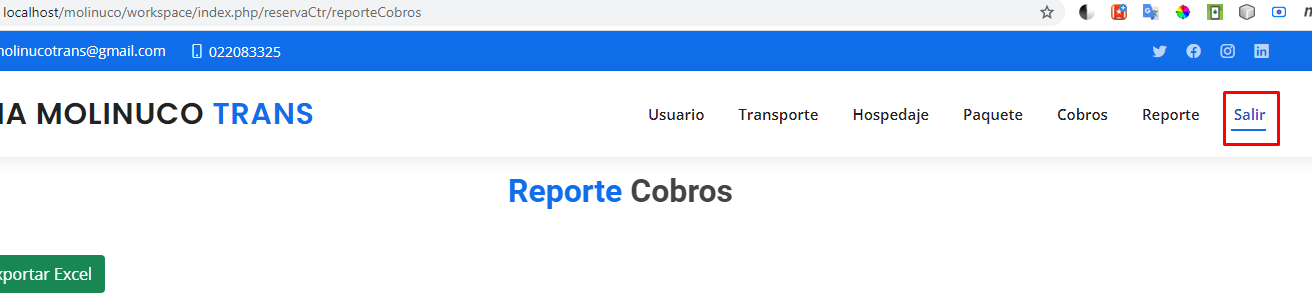 localhost/molinuco/workspace/index.php/reservaCtr/reporteCobros
molinucotrans@gmail.com 022083325
MOLINUCO TRANS Usuario Transporte Hospedaje Paquete Cobros Reporte Salir
Reporte Cobros
Exportar Excel